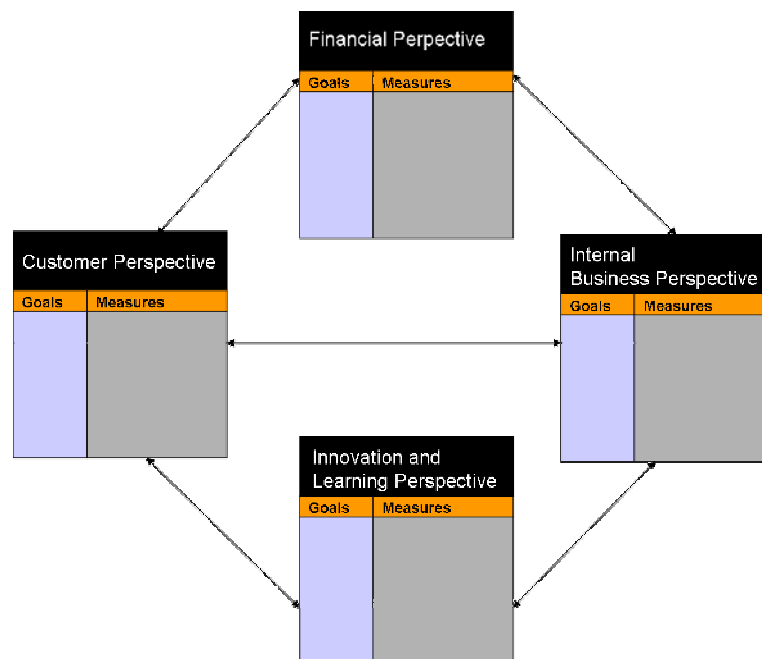 Financial Perpective
Goals Measures
Customer Perspective
Goals Measures
Internal
Business Perspective
Goals Measures
Innovation and
Learning Perspective
Goals Measures